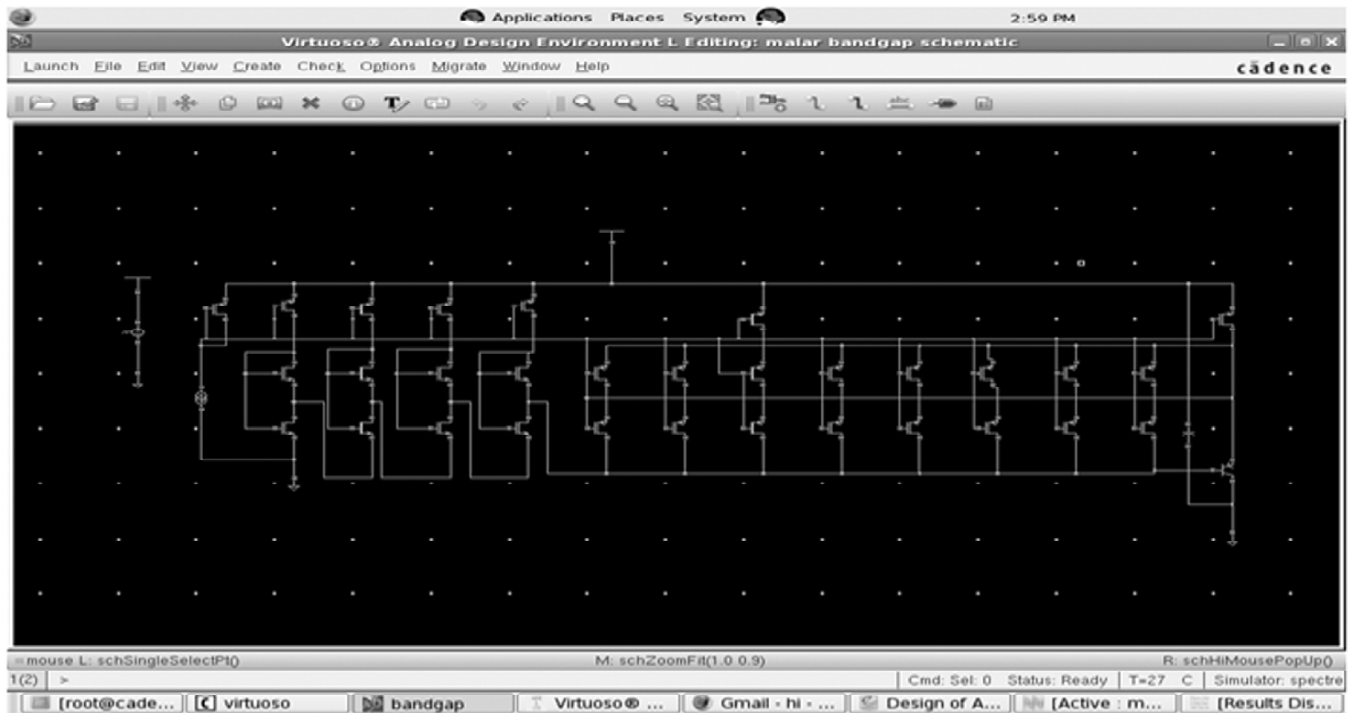 Applications Places System 2:59 PM
Virtuoso® Analog Design Environment L Editing: malar bandgap schematic
Launch File Edit View Create Check Options Migrate Window Help cādence
mouse L: schSingleSelectPt() M: schZoomFit(1.0 0.9) R: schHiMousePopUp()
1(2) > Cmd: Sel: 0 Status: Ready T=27 C Simulator: spectre
[root@cade... virtuoso bandgap Virtuoso® ... Gmail - hi - ... Design of A... [Active : m... [Results Dis...